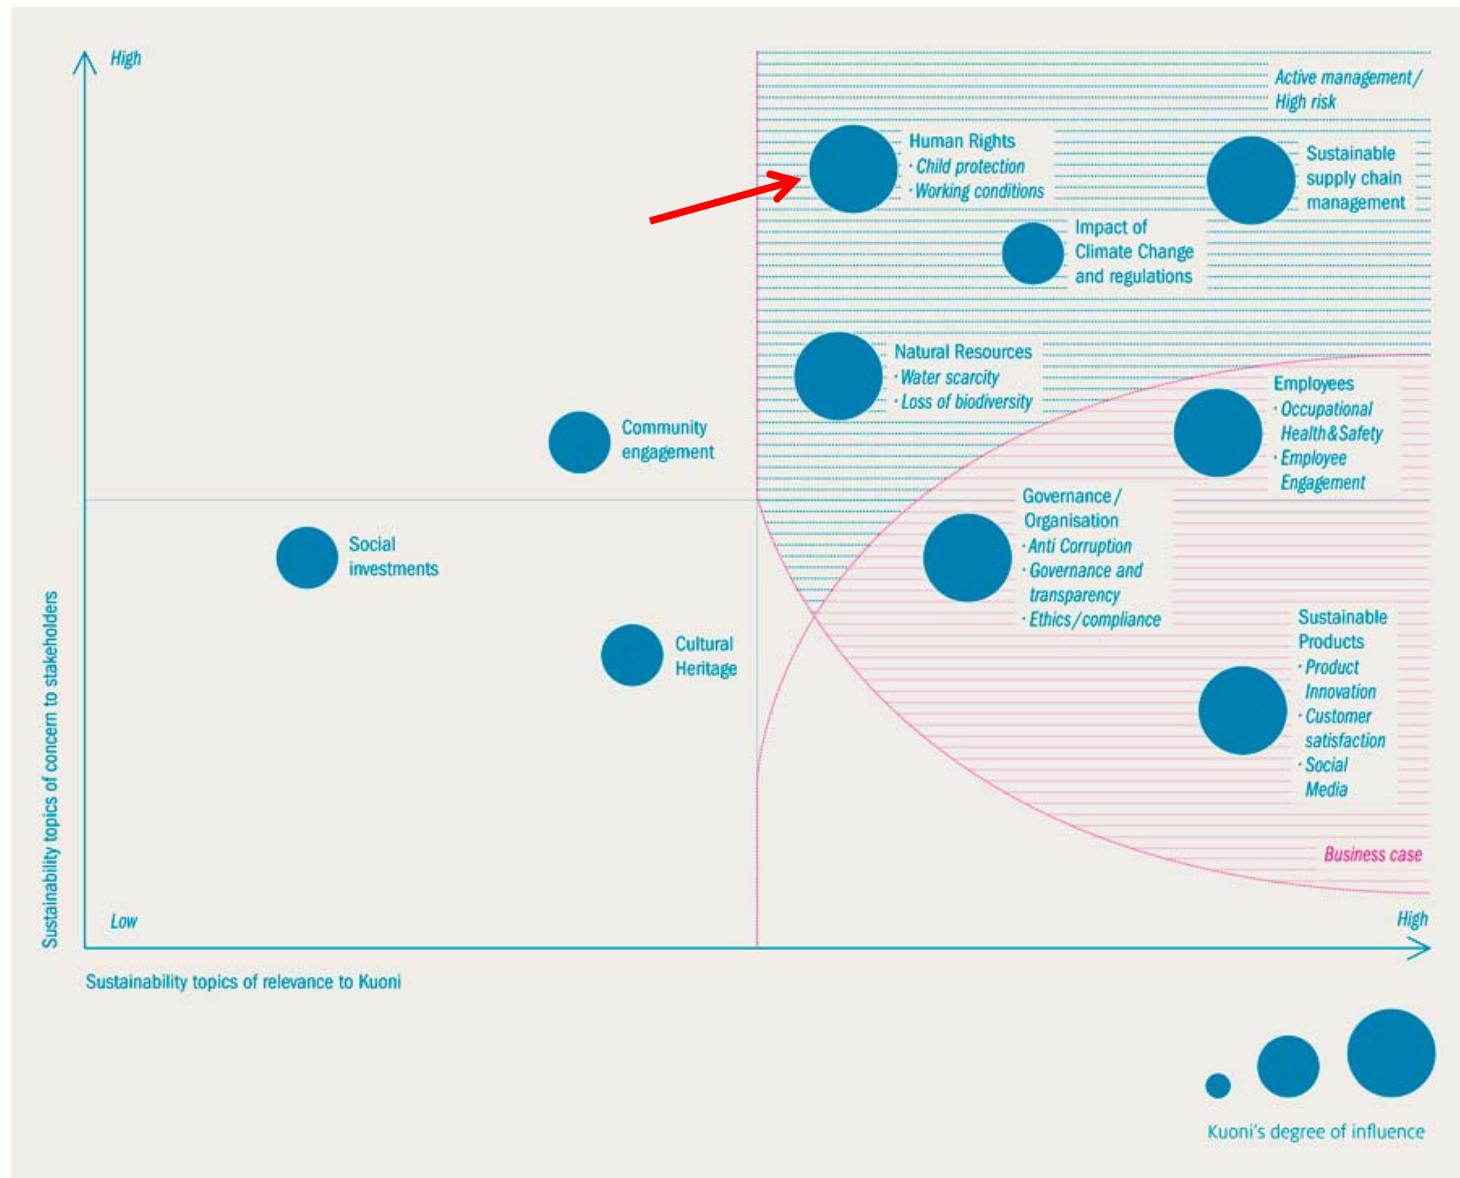 High
Active management/
High risk
Human Rights
· Child protection
· Working conditions
Sustainable
supply chain
management
Impact of
Climate Change
and regulations
Natural Resources
· Water scarcity
· Loss of biodiversity
Employees
· Occupational
Health&Safety
· Employee
Engagement
Community
engagement
Governance/
Organisation
· Anti Corruption
· Governance and
transparency
· Ethics/compliance
Social
investments
Cultural
Heritage
Sustainable
Products
· Product
Innovation
· Customer
satisfaction
· Social
Media
Business case
Sustainability topics of concern to stakeholders
Low
High
Sustainability topics of relevance to Kuoni
Kuoni's degree of influence